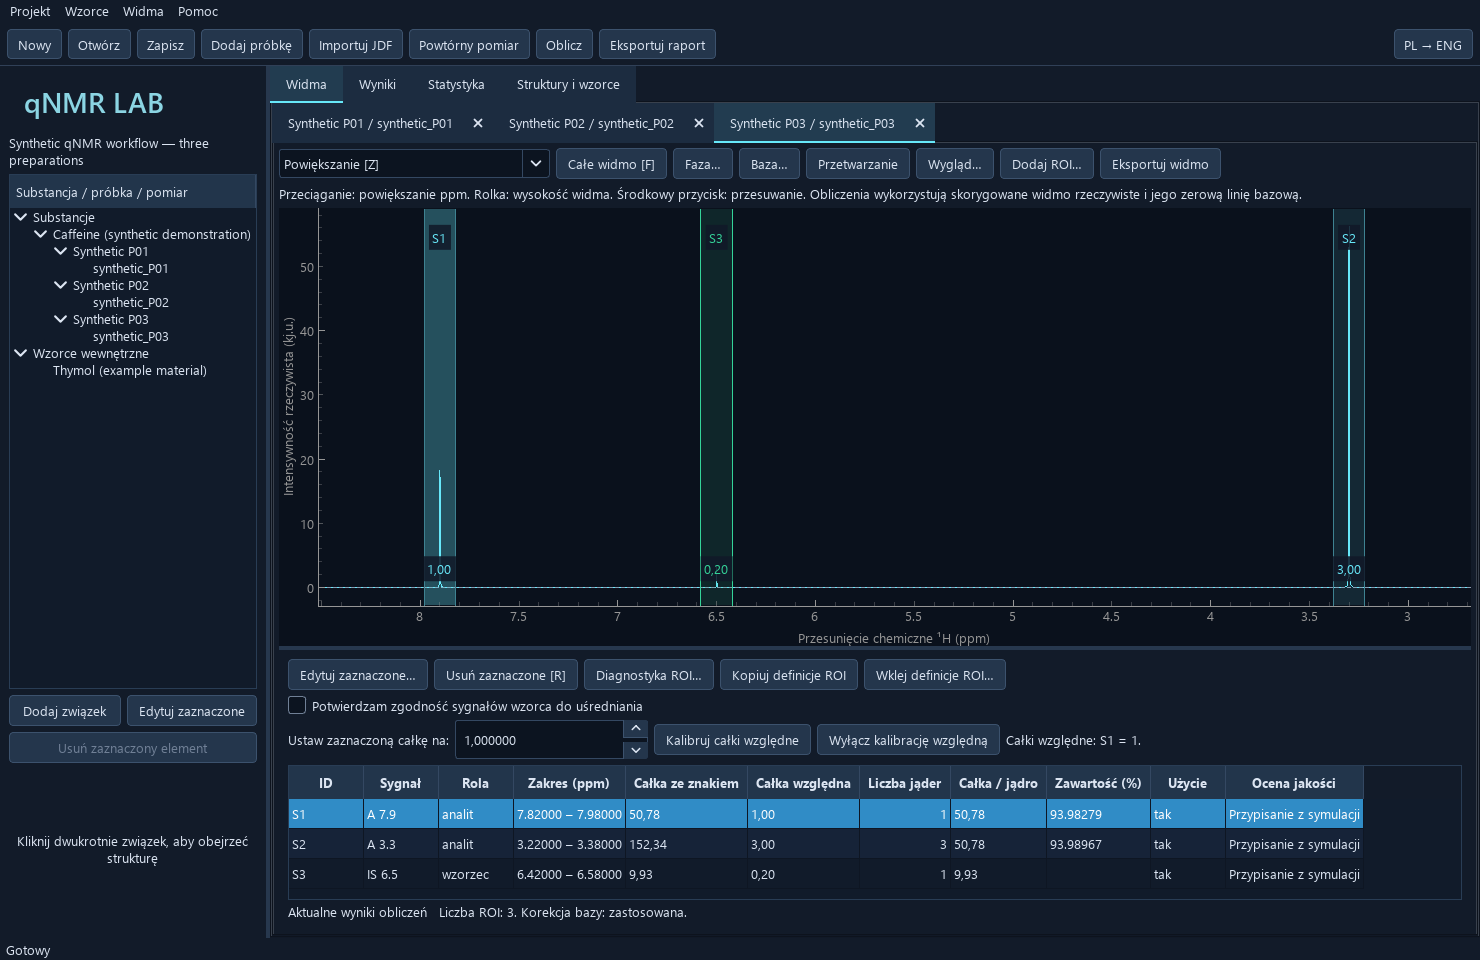 Projekt Wzorce Widma Pomoc
Nowy Otwórz Zapisz Dodaj próbkę Importuj JDF Powtórny pomiar Oblicz Eksportuj raport PL → ENG
qNMR LAB
Synthetic qNMR workflow — three
preparations
Substancja / próbka / pomiar
Substancje
Caffeine (synthetic demonstration)
Synthetic P01
synthetic_P01
Synthetic P02
synthetic_P02
Synthetic P03
synthetic_P03
Wzorce wewnętrzne
Thymol (example material)
Dodaj związek Edytuj zaznaczone
Usuń zaznaczony element
Kliknij dwukrotnie związek, aby obejrzeć
strukturę
Widma Wyniki Statystyka Struktury i wzorce
Synthetic P01 / synthetic_P01 Synthetic P02 / synthetic_P02 Synthetic P03 / synthetic_P03
Powiększanie [Z] Całe widmo [F] Faza... Baza... Przetwarzanie Wygląd... Dodaj ROI... Eksportuj widmo
Przeciąganie: powiększanie ppm. Rolka: wysokość widma. Środkowy przycisk: przesuwanie. Obliczenia wykorzystują skorygowane widmo rzeczywiste i jego zerową linię bazową.
S1 S3 S2
50
40
30
20
10
0
Intensywność rzeczywista (kj.u.)
1,00 0,20 3,00
8 7.5 7 6.5 6 5.5 5 4.5 4 3.5 3
Przesunięcie chemiczne ¹H (ppm)
Edytuj zaznaczone... Usuń zaznaczone [R] Diagnostyka ROI... Kopiuj definicje ROI Wklej definicje ROI...
Potwierdzam zgodność sygnałów wzorca do uśredniania
Ustaw zaznaczoną całkę na: 1,000000 Kalibruj całki względne Wyłącz kalibrację względną Całki względne: S1 = 1.
ID Sygnał Rola Zakres (ppm) Całka ze znakiem Całka względna Liczba jąder Całka / jądro Zawartość (%) Użycie Ocena jakości
S1 A 7.9 analit 7.82000 – 7.98000 50,78 1,00 1 50,78 93.98279 tak Przypisanie z symulacji
S2 A 3.3 analit 3.22000 – 3.38000 152,34 3,00 3 50,78 93.98967 tak Przypisanie z symulacji
S3 IS 6.5 wzorzec 6.42000 – 6.58000 9,93 0,20 1 9,93 tak Przypisanie z symulacji
Aktualne wyniki obliczeń Liczba ROI: 3. Korekcja bazy: zastosowana.
Gotowy